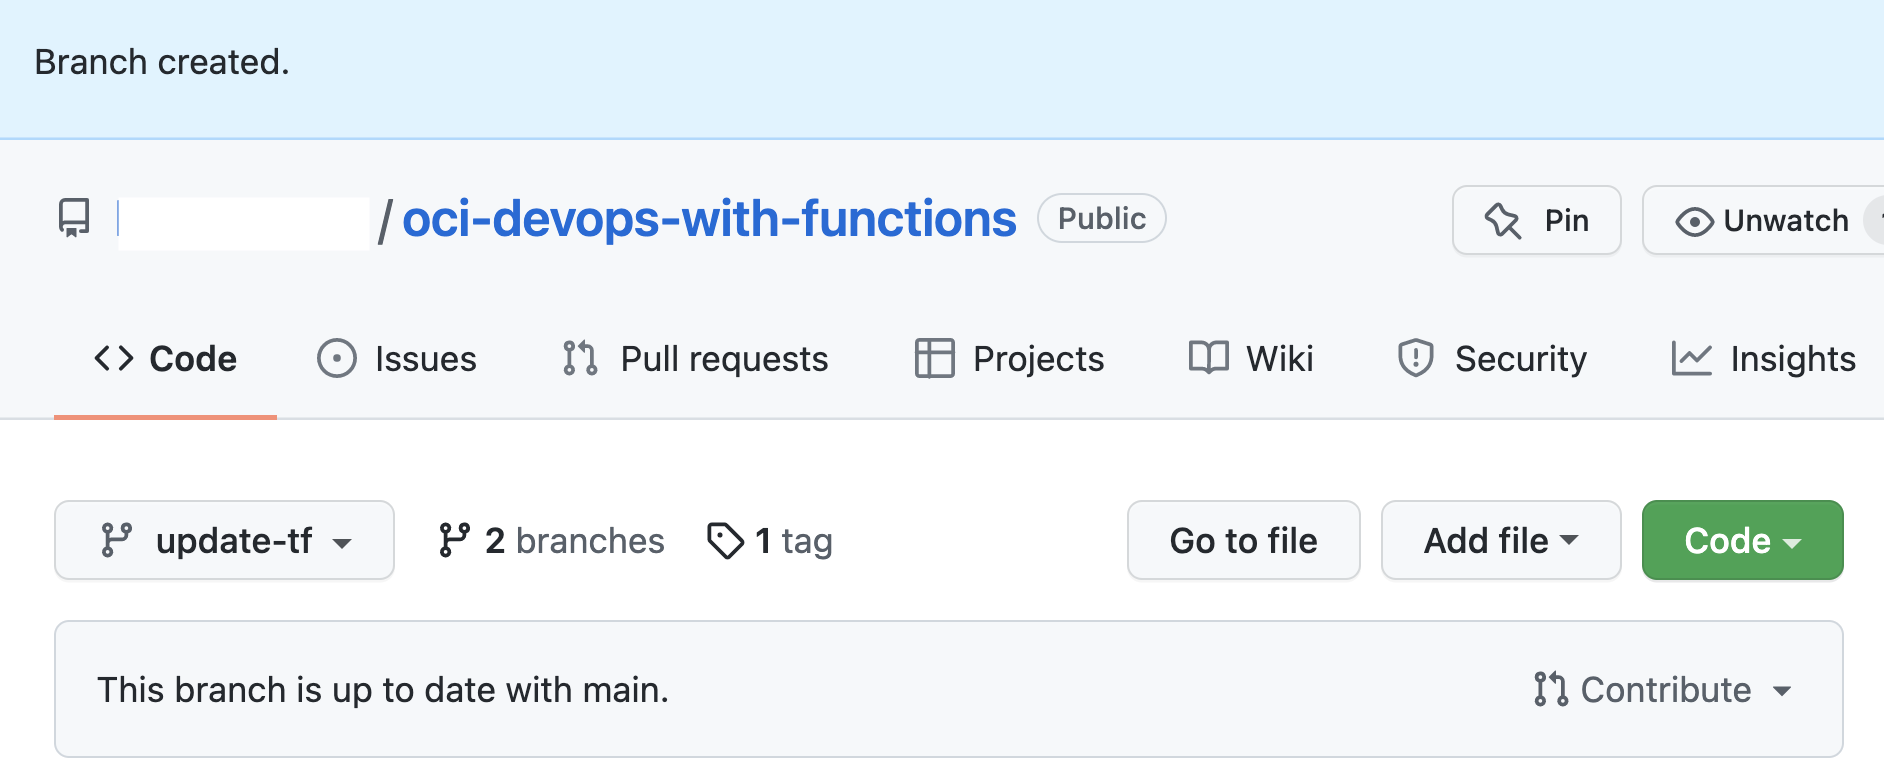 Branch created.
/ oci-devops-with-functions Public Pin Unwatch
Code Issues Pull requests Projects Wiki Security Insights
update-tf 2 branches 1 tag Go to file Add file Code
This branch is up to date with main. Contribute